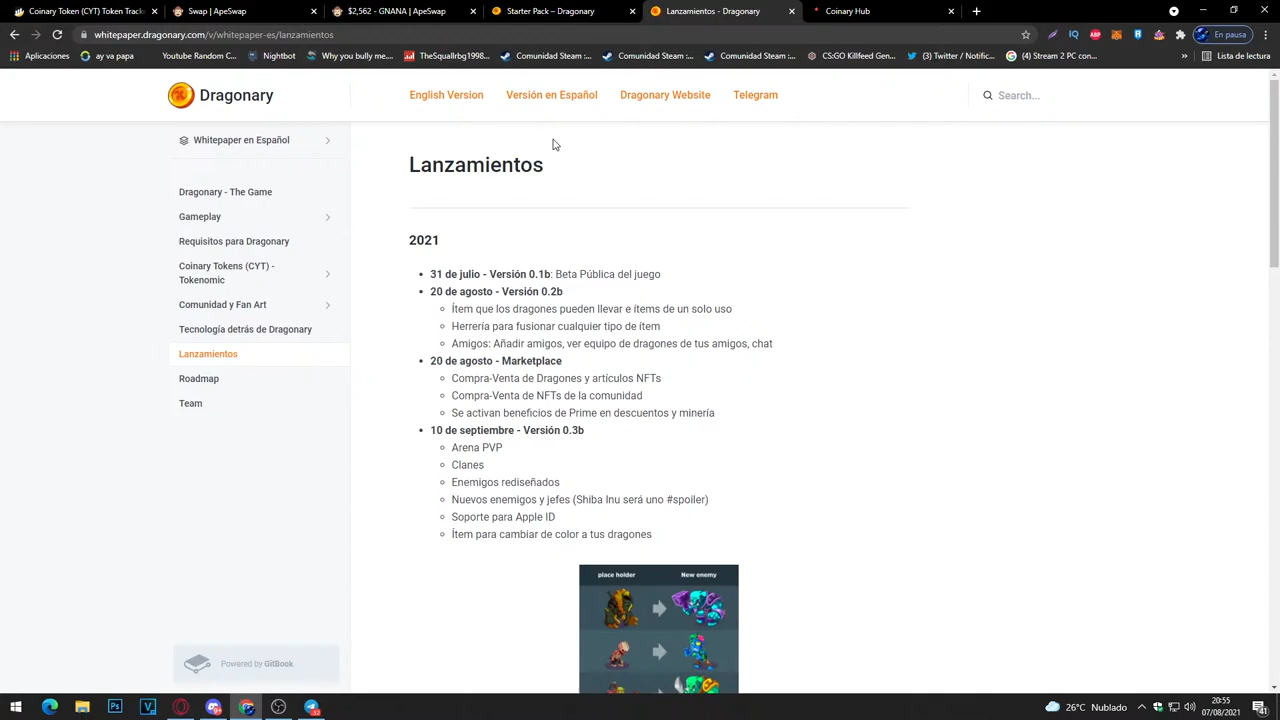 Coinary Token (CYT) Token Track
Swap | Swap
$2,562 - GNANA | ApeSwap
Starter Pack – Dragonary
Lanzamientos - Dragonary
Coinary Hub
whitepaper.dragonary.com/v/whitepaper-es/lanzamientos
En pausa
Aplicaciones
ay va papa
Youtube Random C...
Nightbot
Why you bully me....
TheSquallrbg1998...
Comunidad Steam :...
Comunidad Steam :...
Comunidad Steam :...
CS:GO Killfeed Gen...
(3) Twitter / Notific...
(4) Stream 2 PC con...
»
Lista de lectura
Dragonary
English Version
Versión en Español
Dragonary Website
Telegram
Search...
Whitepaper en Español
Dragonary - The Game
Gameplay
Requisitos para Dragonary
Coinary Tokens (CYT) -
Tokenomic
Comunidad y Fan Art
Tecnología detrás de Dragonary
Lanzamientos
Roadmap
Team
Powered by GitBook
Lanzamientos
2021
31 de julio - Versión 0.1b: Beta Pública del juego
20 de agosto - Versión 0.2b
Ítem que los dragones pueden llevar e ítems de un solo uso
Herrería para fusionar cualquier tipo de ítem
Amigos: Añadir amigos, ver equipo de dragones de tus amigos, chat
20 de agosto - Marketplace
Compra-Venta de Dragones y artículos NFTs
Compra-Venta de NFTs de la comunidad
Se activan beneficios de Prime en descuentos y minería
10 de septiembre - Versión 0.3b
Arena PVP
Clanes
Enemigos rediseñados
Nuevos enemigos y jefes (Shiba Inu será uno #spoiler)
Soporte para Apple ID
Ítem para cambiar de color a tus dragones
place holder
New enemy
26°C Nublado
20:55
07/08/2021